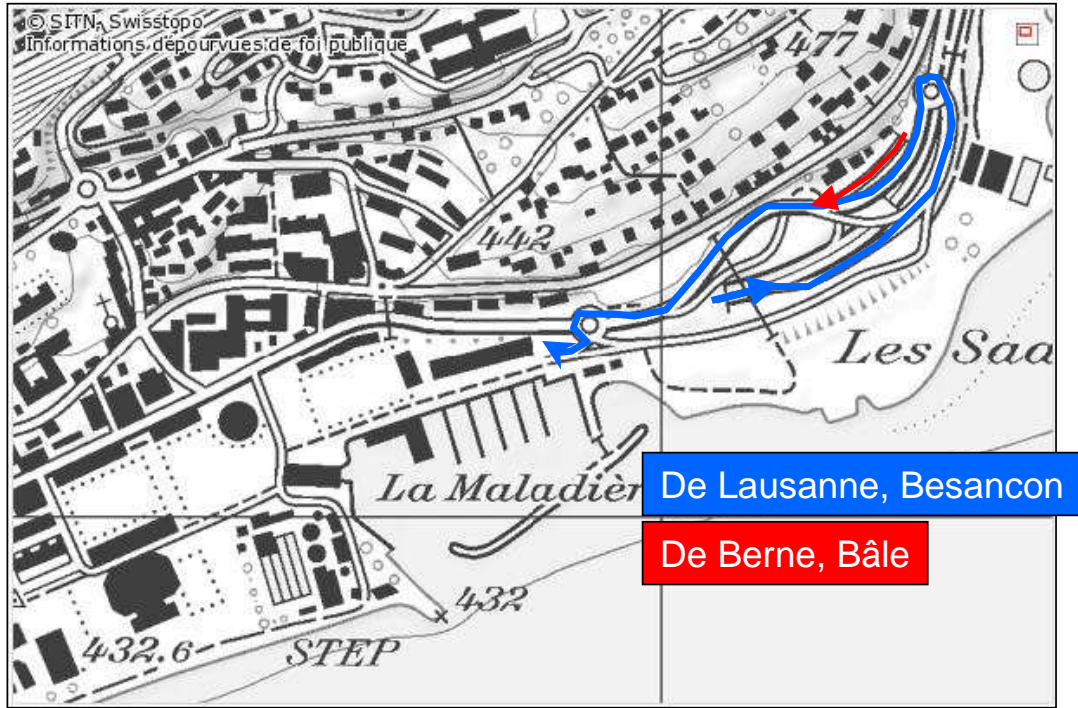 © SITN, Swisstopo
Informations dépourvues de foi publique
477
442
Les Saa
La Maladièr
De Lausanne, Besancon
De Berne, Bâle
432
432.6
STEP